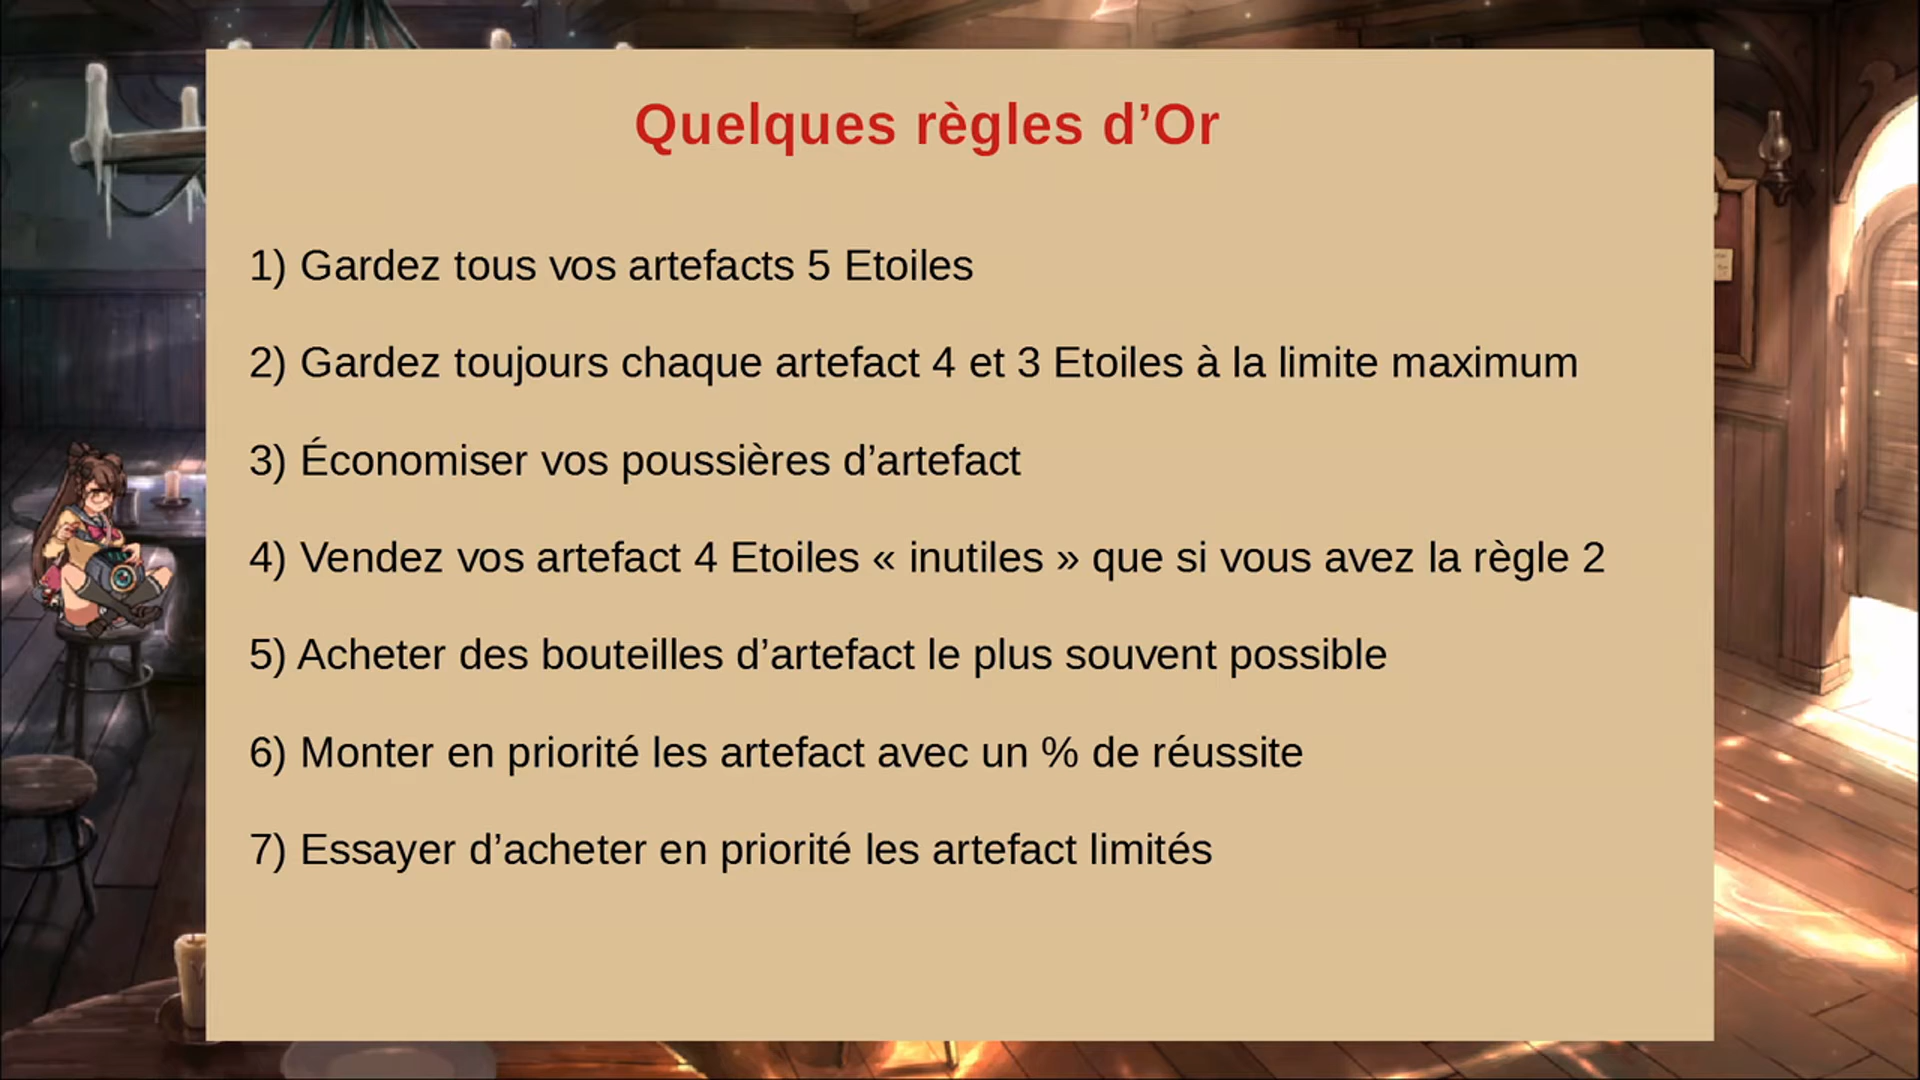 Quelques règles d’Or
1) Gardez tous vos artefacts 5 Etoiles
2) Gardez toujours chaque artefact 4 et 3 Etoiles à la limite maximum
3) Économiser vos poussières d’artefact
4) Vendez vos artefact 4 Etoiles « inutiles » que si vous avez la règle 2
5) Acheter des bouteilles d’artefact le plus souvent possible
6) Monter en priorité les artefact avec un % de réussite
7) Essayer d’acheter en priorité les artefact limités